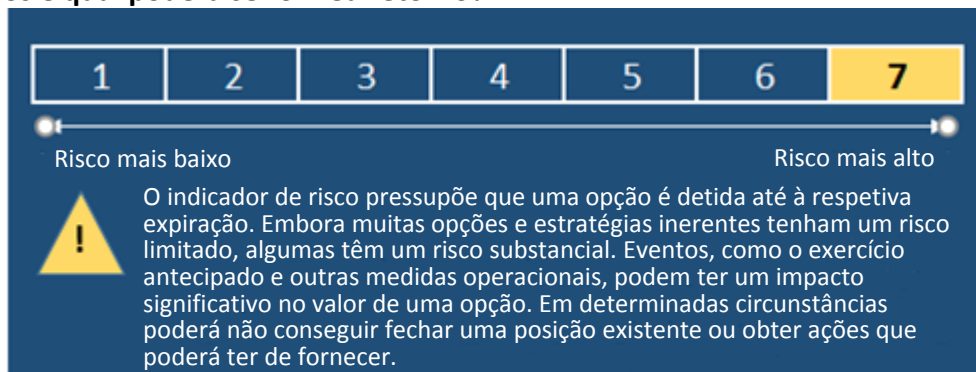 1 2 3 4 5 6 7
Risco mais baixo Risco mais alto
! O indicador de risco pressupõe que uma opção é detida até à respetiva
expiração. Embora muitas opções e estratégias inerentes tenham um risco
limitado, algumas têm um risco substancial. Eventos, como o exercício
antecipado e outras medidas operacionais, podem ter um impacto
significativo no valor de uma opção. Em determinadas circunstâncias
poderá não conseguir fechar uma posição existente ou obter ações que
poderá ter de fornecer.